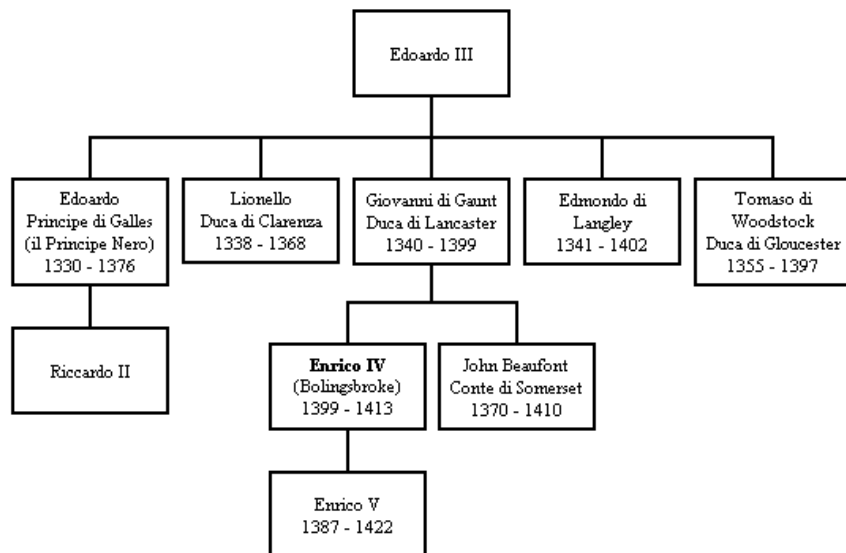 Edoardo III
Edoardo
Principe di Galles
(il Principe Nero)
1330 - 1376
Lionello
Duca di Clarenza
1338 - 1368
Giovanni di Gaunt
Duca di Lancaster
1340 - 1399
Edmondo di
Langley
1341 - 1402
Tomaso di
Woodstock
Duca di Gloucester
1355 - 1397
Riccardo II
Enrico IV
(Bolingsbroke)
1399 - 1413
John Beaufont
Conte di Somerset
1370 - 1410
Enrico V
1387 - 1422